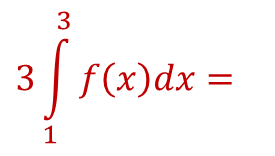 3 ∫₁³ f(x)dx =